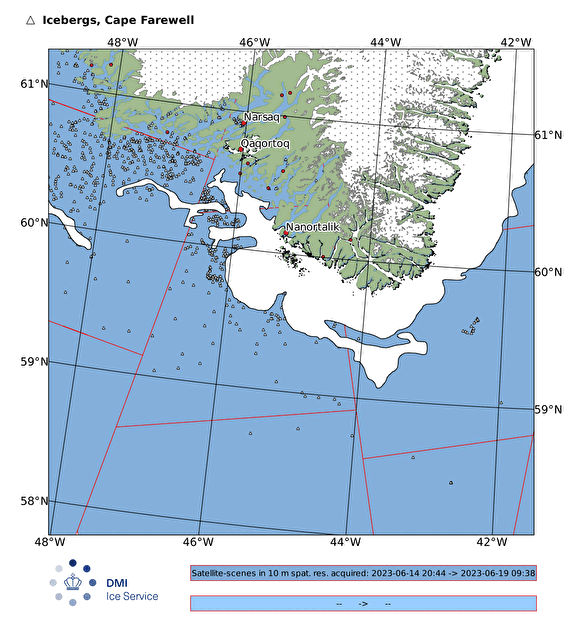 △ Icebergs, Cape Farewell
48°W 46°W 44°W 42°W
61°N
Narsaq
61°N
Qaqortoq
60°N
Nanortalik
60°N
59°N
59°N
58°N
48°W 46°W 44°W 42°W
Satellite-scenes in 10 m spat. res. acquired: 2023-06-14 20:44 -> 2023-06-19 09:38
DMI
Ice Service
-- -> --